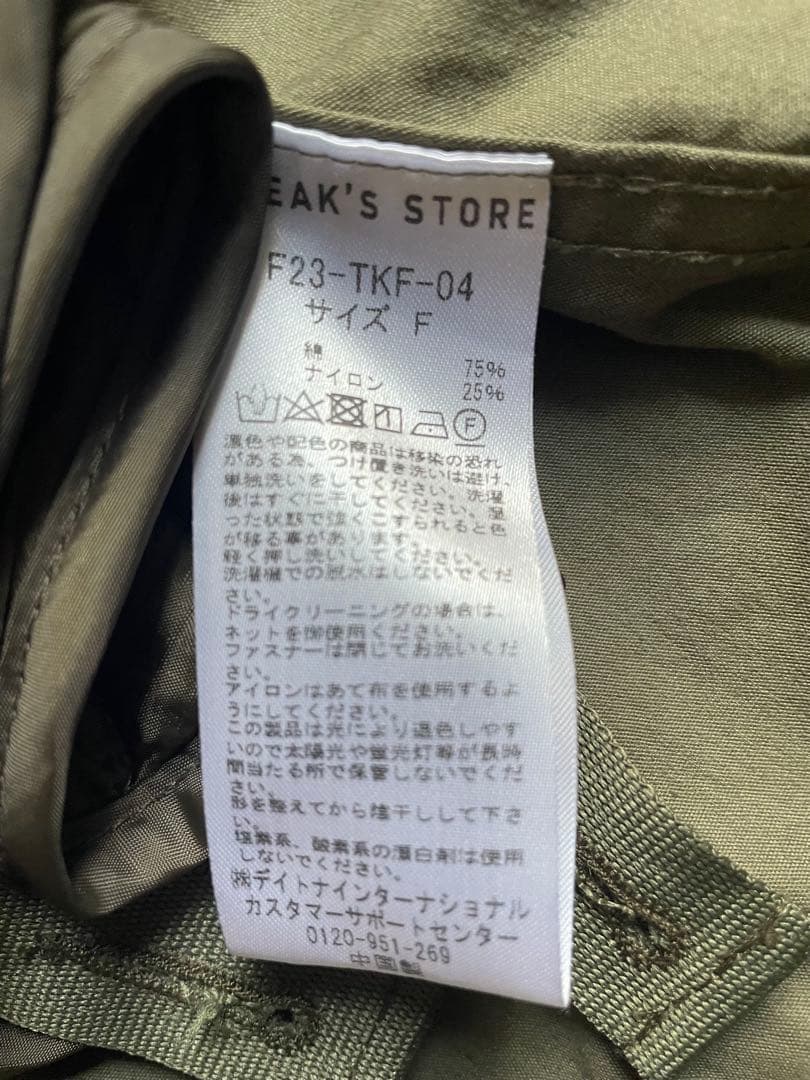 EAK'S STORE
F23-TKF-04
サイズ F
綿 75%
ナイロン 25%
F
濃色や配色の商品は移染の恐れ
がある為、つけ置き洗いは避け、
単独洗いをしてください。洗濯
後はすぐに干してください。湿
った状態で強くこすられると色
が移る事があります。
軽く押し洗いしてください。
洗濯機での脱水はしないでくだ
さい。
ドライクリーニングの場合は、
ネットを御使用ください。
ファスナーは閉じてお洗いくだ
さい。
アイロンはあて布を使用するよ
うにしてください。
この製品は光により退色しやす
いので太陽光や蛍光灯等が長時
間当たる所で保管しないでくだ
さい。
形を整えてから陰干しして下さ
い。
塩素系、酸素系の漂白剤は使用
しないでください。
㈱デイトナインターナショナル
カスタマーサポートセンター
0120-951-269
中国製